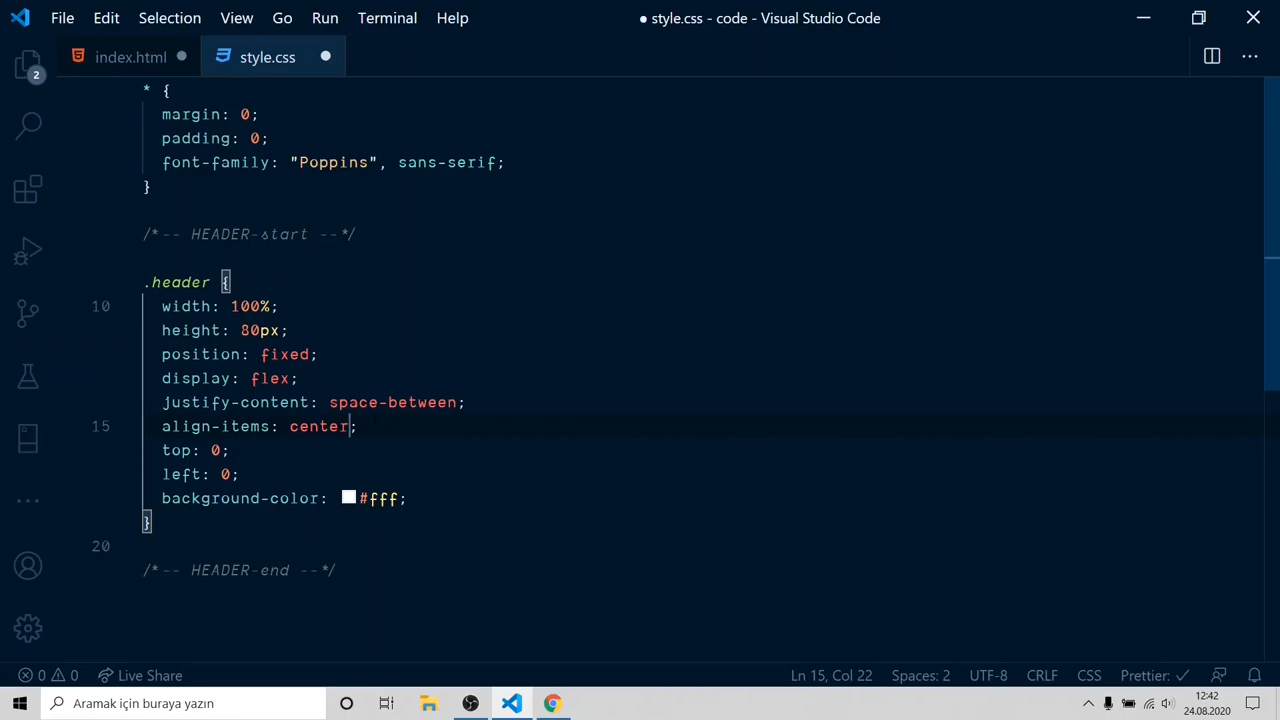 File Edit Selection View Go Run Terminal Help
● style.css - code - Visual Studio Code
index.html
style.css
2
* {
margin: 0;
padding: 0;
font-family: "Poppins", sans-serif;
}
/*-- HEADER-start --*/
.header {
10 width: 100%;
height: 80px;
position: fixed;
display: flex;
justify-content: space-between;
15 align-items: center;
top: 0;
left: 0;
background-color: #fff;
}
20
/*-- HEADER-end --*/
0 0 Live Share Ln 15, Col 22 Spaces: 2 UTF-8 CRLF CSS Prettier: ✓
Aramak için buraya yazın
12:42
24.08.2020